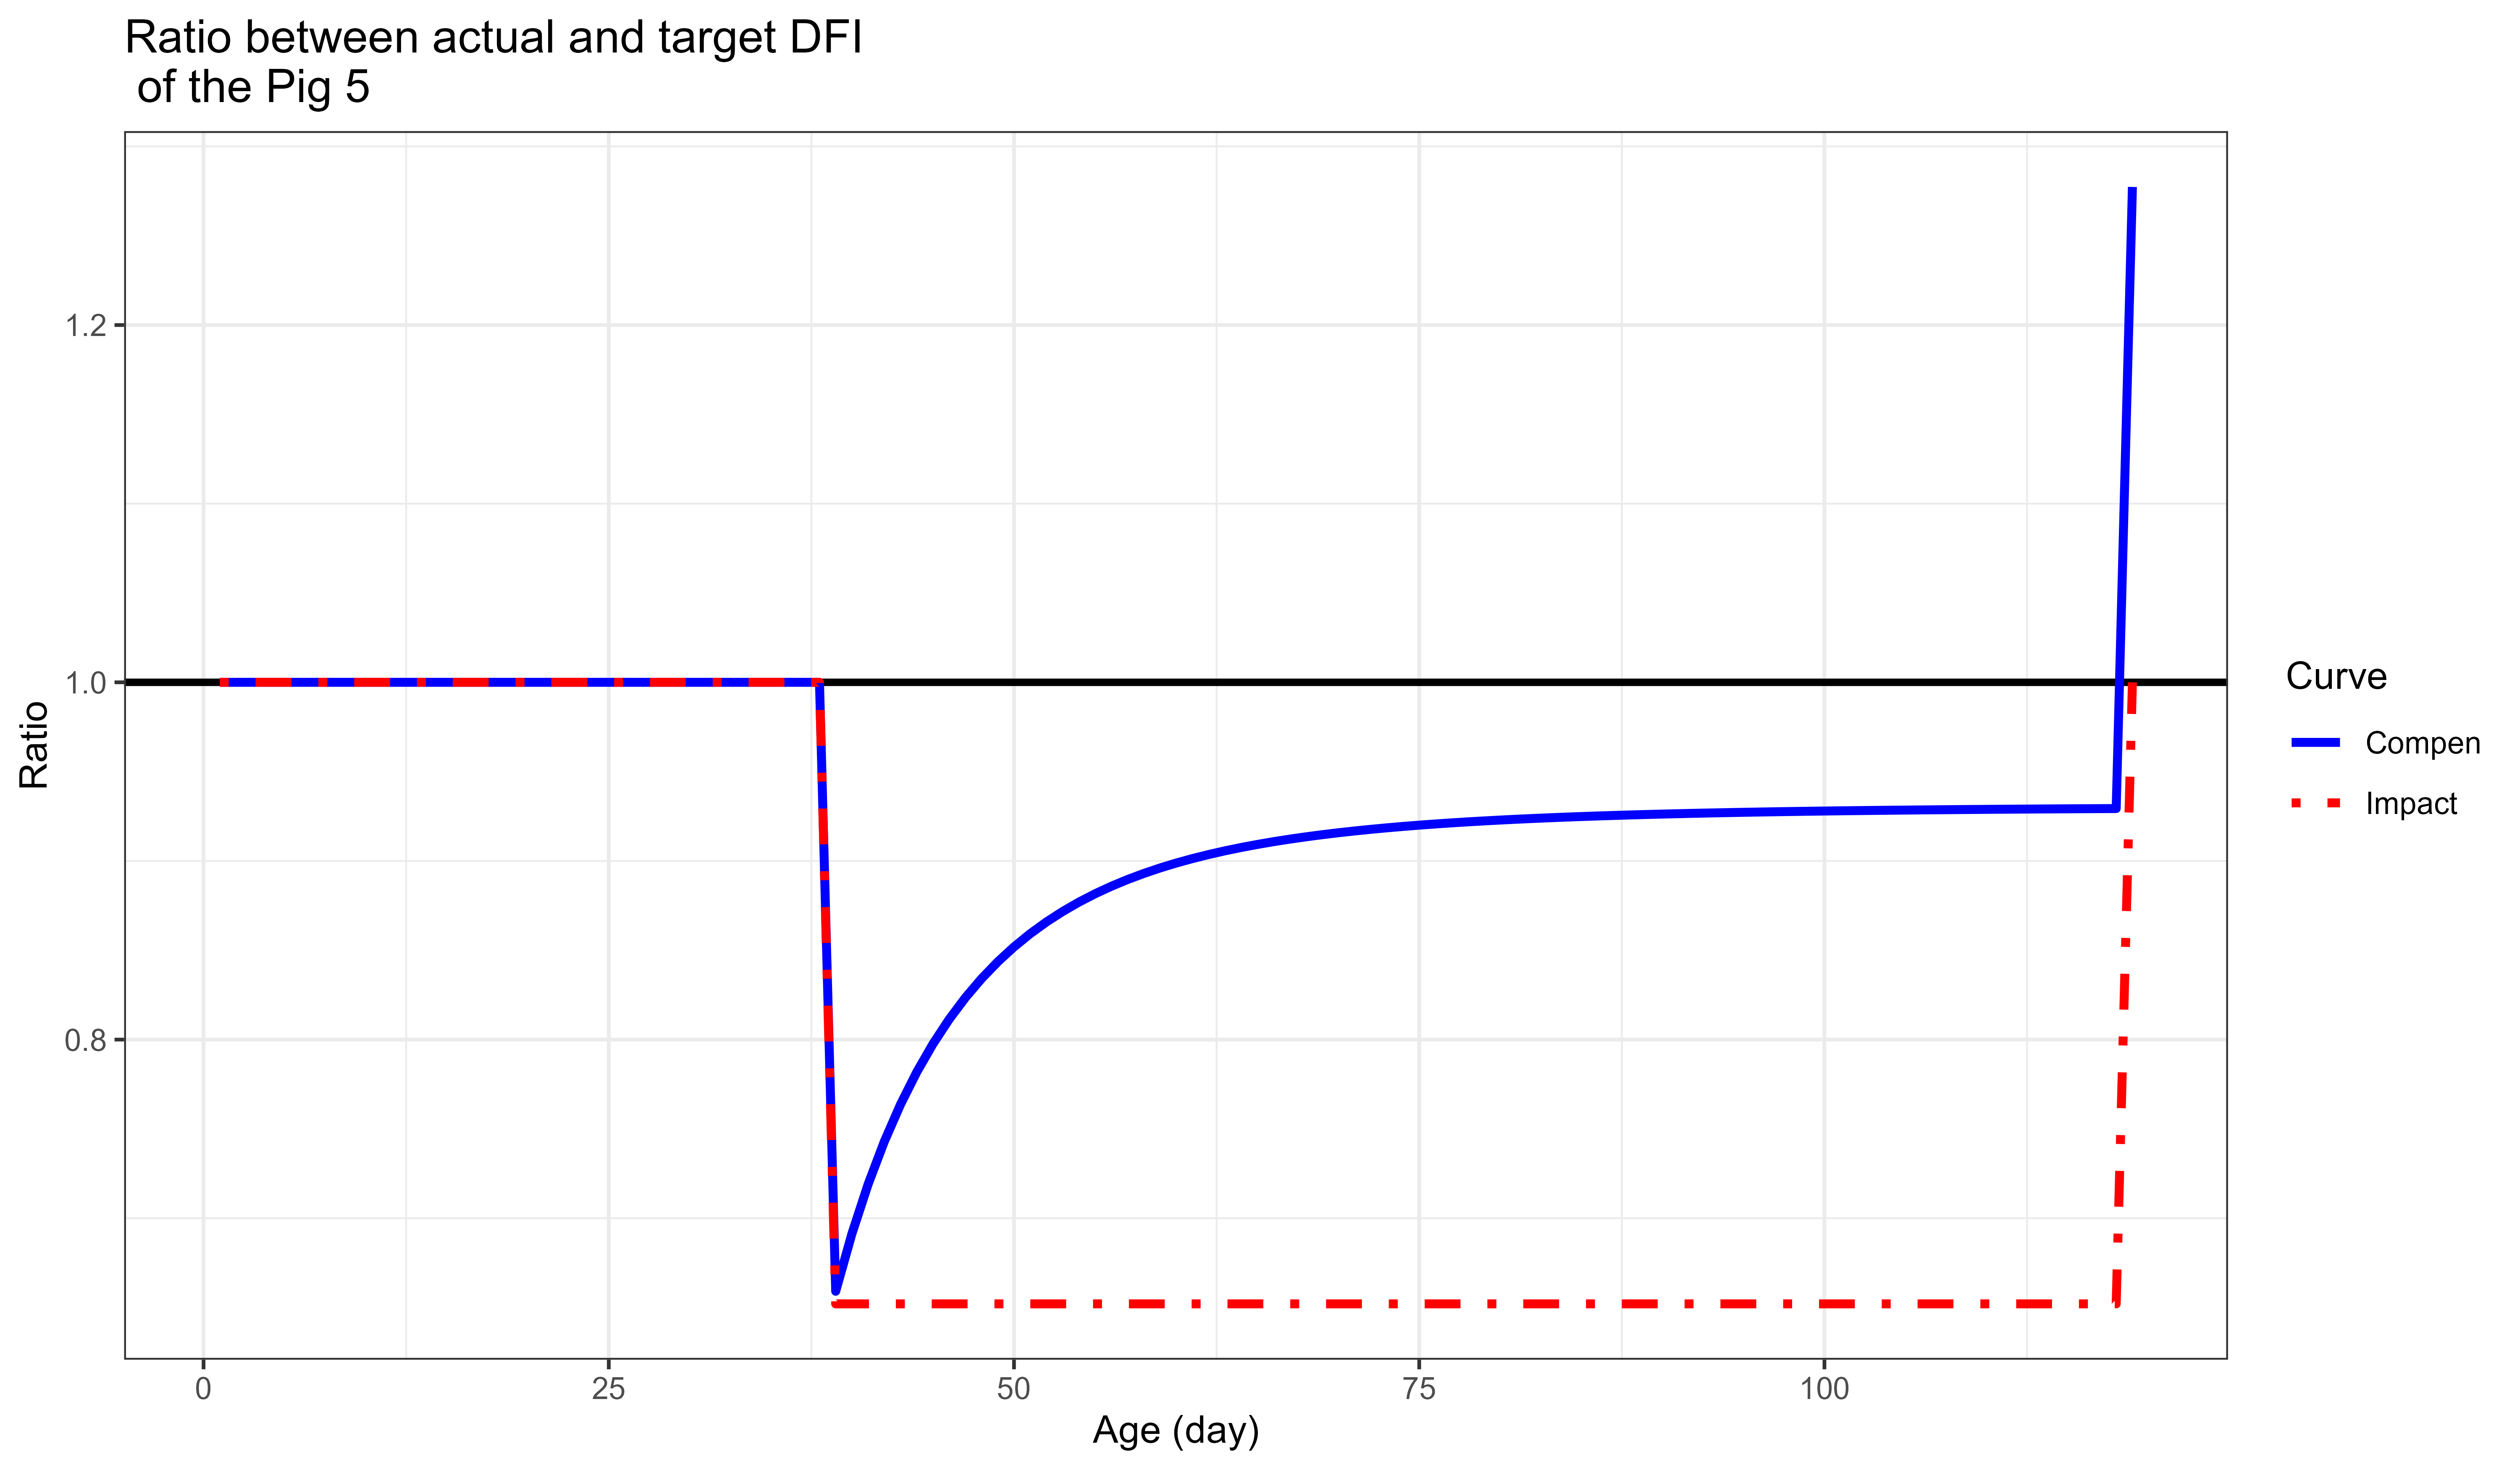 Ratio between actual and target DFI
of the Pig 5
1.2
1.0
0.8
Ratio
0
25
50
75
100
Age (day)
Curve
Compen
Impact